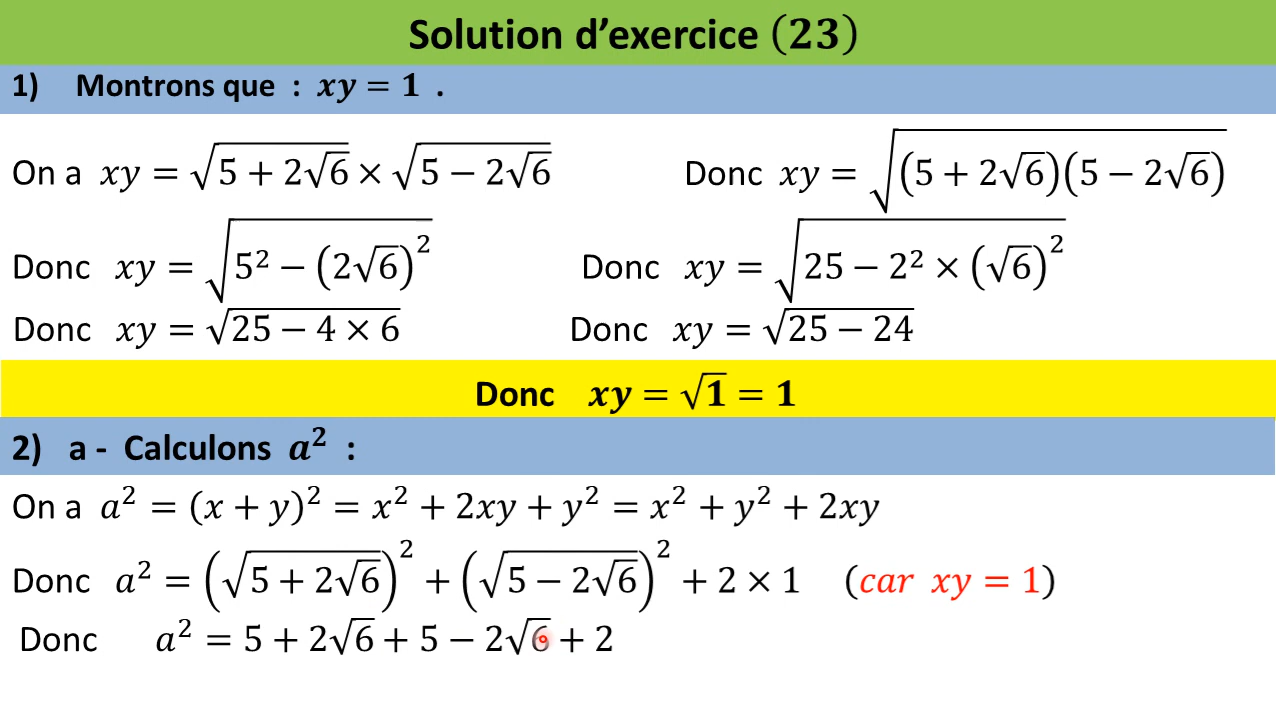 Solution d’exercice (23)
1) Montrons que : xy = 1 .
On a xy = √(5 + 2√6) × √(5 − 2√6) Donc xy = √((5 + 2√6)(5 − 2√6))
Donc xy = √(5² − (2√6)²) Donc xy = √(25 − 2² × (√6)²)
Donc xy = √(25 − 4 × 6) Donc xy = √(25 − 24)
Donc xy = √1 = 1
2) a - Calculons a² :
On a a² = (x + y)² = x² + 2xy + y² = x² + y² + 2xy
Donc a² = (√(5 + 2√6))² + (√(5 − 2√6))² + 2 × 1 (car xy = 1)
Donc a² = 5 + 2√6 + 5 − 2√6 + 2